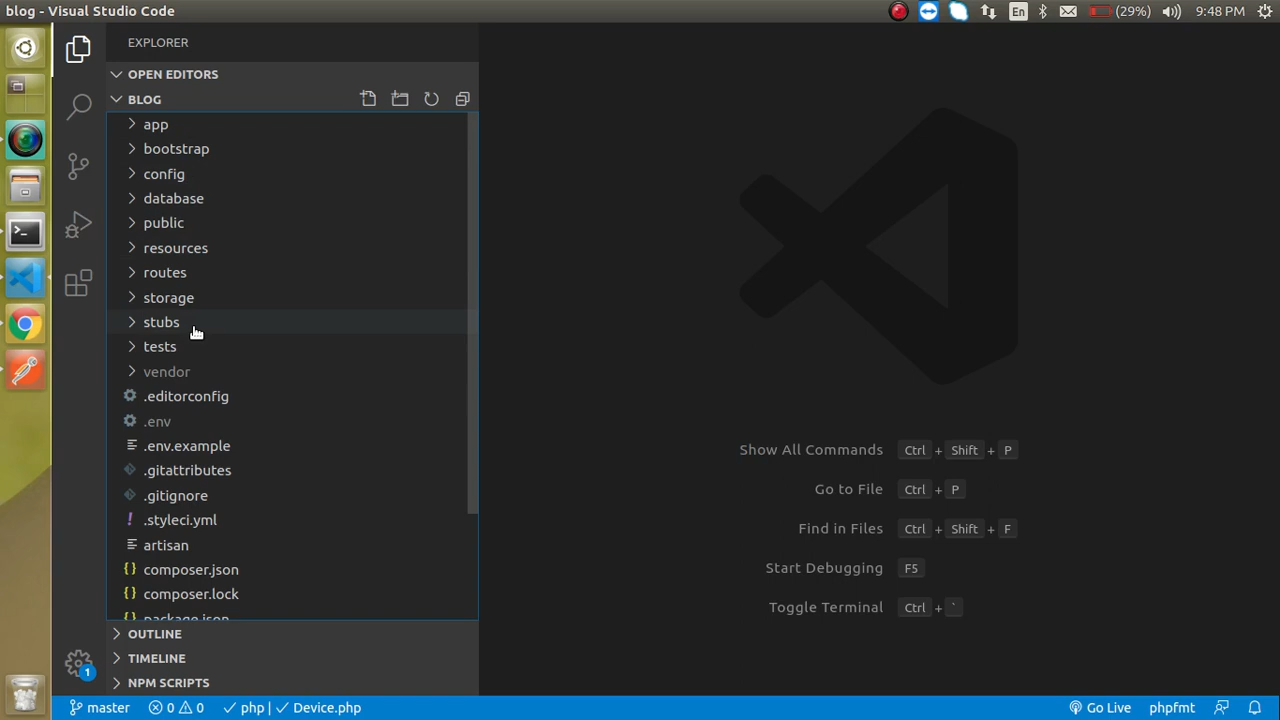 blog - Visual Studio Code
En
(29%)
9:48 PM
EXPLORER
OPEN EDITORS
BLOG
app
bootstrap
config
database
public
resources
routes
storage
stubs
tests
vendor
.editorconfig
.env
.env.example
.gitattributes
.gitignore
.styleci.yml
artisan
composer.json
composer.lock
package.json
OUTLINE
TIMELINE
NPM SCRIPTS
Show All Commands Ctrl + Shift + P
Go to File Ctrl + P
Find in Files Ctrl + Shift + F
Start Debugging F5
Toggle Terminal Ctrl + `
1
master 0 0 php | Device.php Go Live phpfmt